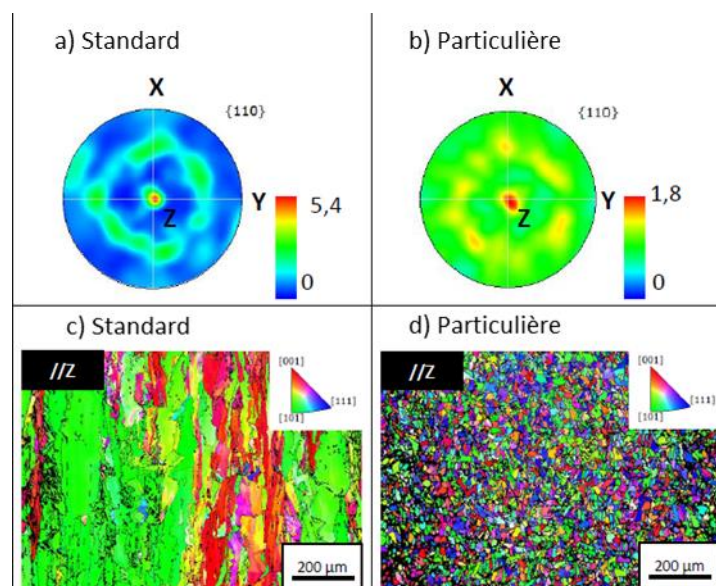 a) Standard
X
{110}
Y
Z
5,4
0
b) Particulière
X
{110}
Y
Z
1,8
0
c) Standard
//Z
[001]
[111]
[101]
200 µm
d) Particulière
//Z
[001]
[111]
[101]
200 µm